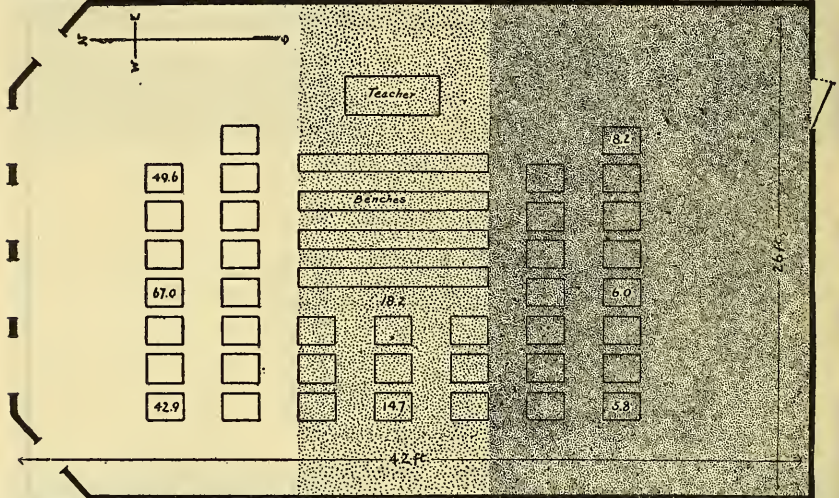 E
N S
W
Teacher
8.2
49.6
Benches
26 ft.
67.0
18.2
6.0
42.9
14.7
5.8
42 ft